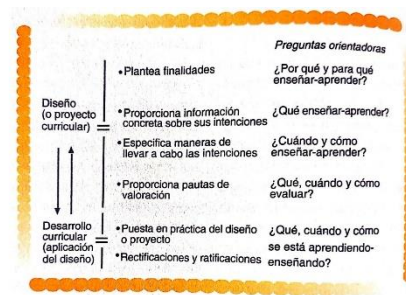 Preguntas orientadoras
• Plantea finalidades
¿Por qué y para qué
enseñar-aprender?
Diseño
(o proyecto
curricular) =
• Proporciona información
concreta sobre sus intenciones
¿Qué enseñar-aprender?
• Especifica maneras de
llevar a cabo las intenciones
¿Cuándo y cómo
enseñar-aprender?
• Proporciona pautas de
valoración
¿Qué, cuándo y cómo
evaluar?
Desarrollo
curricular =
(aplicación
del diseño)
• Puesta en práctica del diseño
o proyecto
• Rectificaciones y ratificaciones
¿Qué, cuándo y cómo
se está aprendiendo-
enseñando?